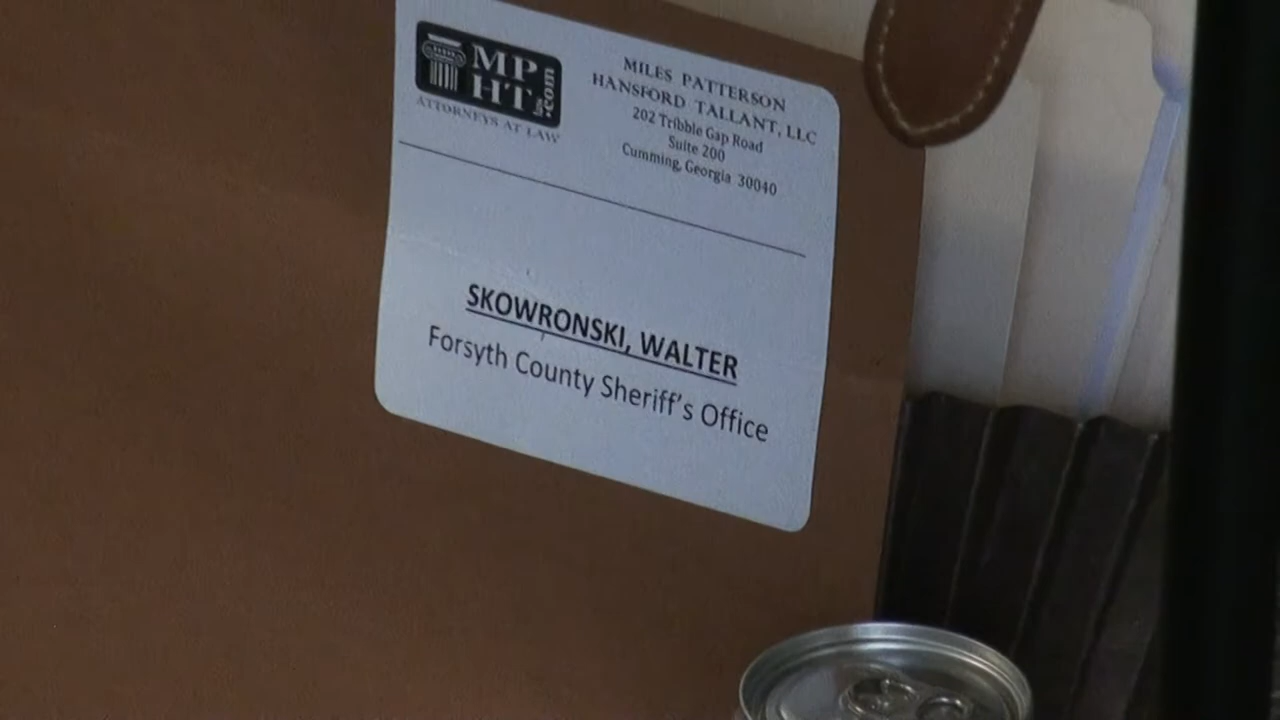 MP
HT
law.com
ATTORNEYS AT LAW
MILES PATTERSON
HANSFORD TALLANT, LLC
202 Tribble Gap Road
Suite 200
Cumming, Georgia 30040
SKOWRONSKI, WALTER
Forsyth County Sheriff's Office